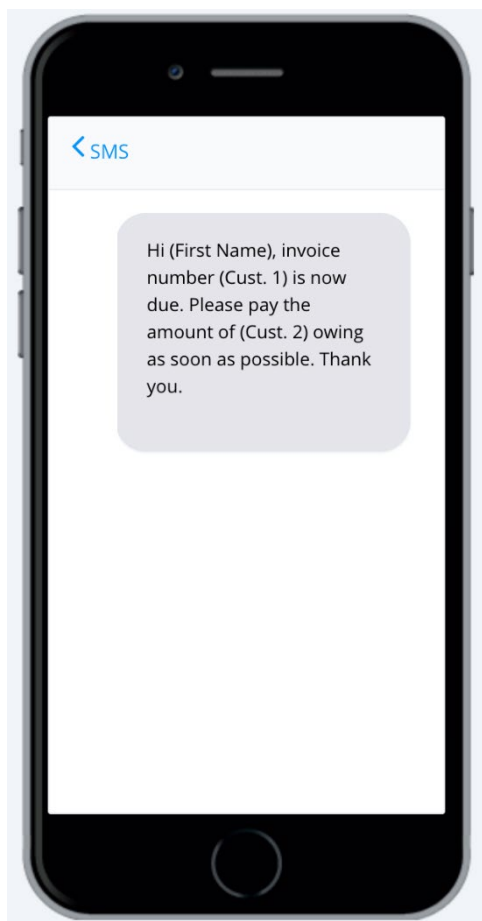 SMS
Hi (First Name), invoice
number (Cust. 1) is now
due. Please pay the
amount of (Cust. 2) owing
as soon as possible. Thank
you.